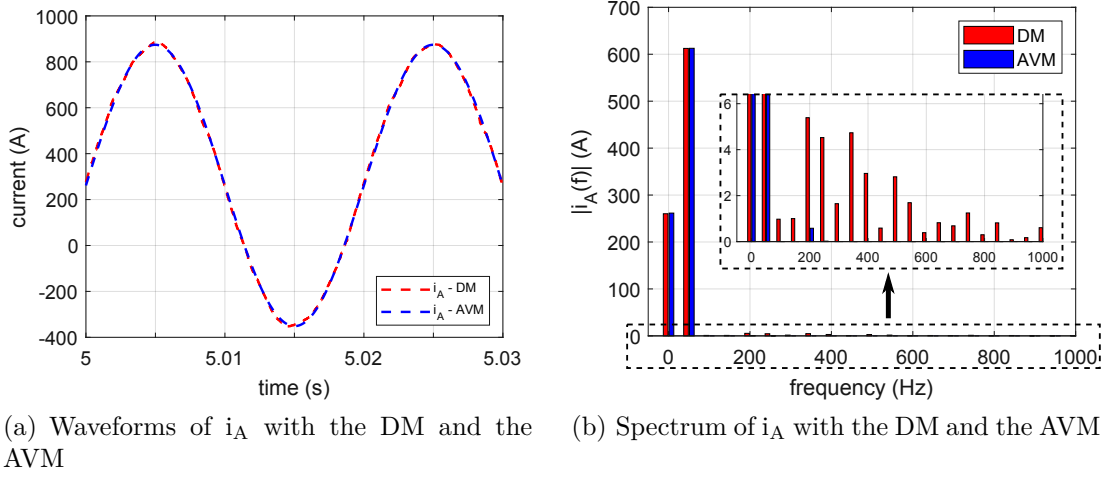 1000
800
600
400
200
0
-200
-400
5
5.01
5.02
5.03
current (A)
time (s)
i_A - DM
i_A - AVM
(a) Waveforms of i_A with the DM and the
AVM
700
600
500
400
300
200
100
0
|i_A(f)| (A)
DM
AVM
6
4
2
0
0 200 400 600 800 1000
0 200 400 600 800 1000
frequency (Hz)
(b) Spectrum of i_A with the DM and the AVM